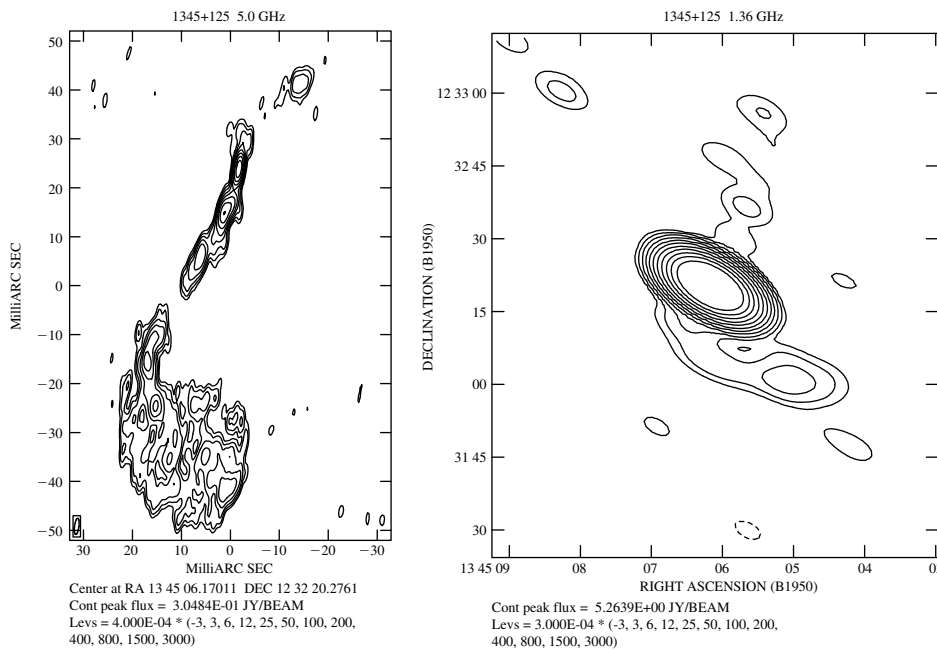 1345+125 5.0 GHz
50
40
30
20
10
0
−10
−20
−30
−40
−50
MilliARC SEC
30 20 10 0 −10 −20 −30
MilliARC SEC
Center at RA 13 45 06.17011 DEC 12 32 20.2761
Cont peak flux = 3.0484E-01 JY/BEAM
Levs = 4.000E-04 * (-3, 3, 6, 12, 25, 50, 100, 200,
400, 800, 1500, 3000)
1345+125 1.36 GHz
12 33 00
32 45
30
15
00
31 45
30
DECLINATION (B1950)
13 45 09 08 07 06 05 04 03
RIGHT ASCENSION (B1950)
Cont peak flux = 5.2639E+00 JY/BEAM
Levs = 3.000E-04 * (-3, 3, 6, 12, 25, 50, 100, 200,
400, 800, 1500, 3000)